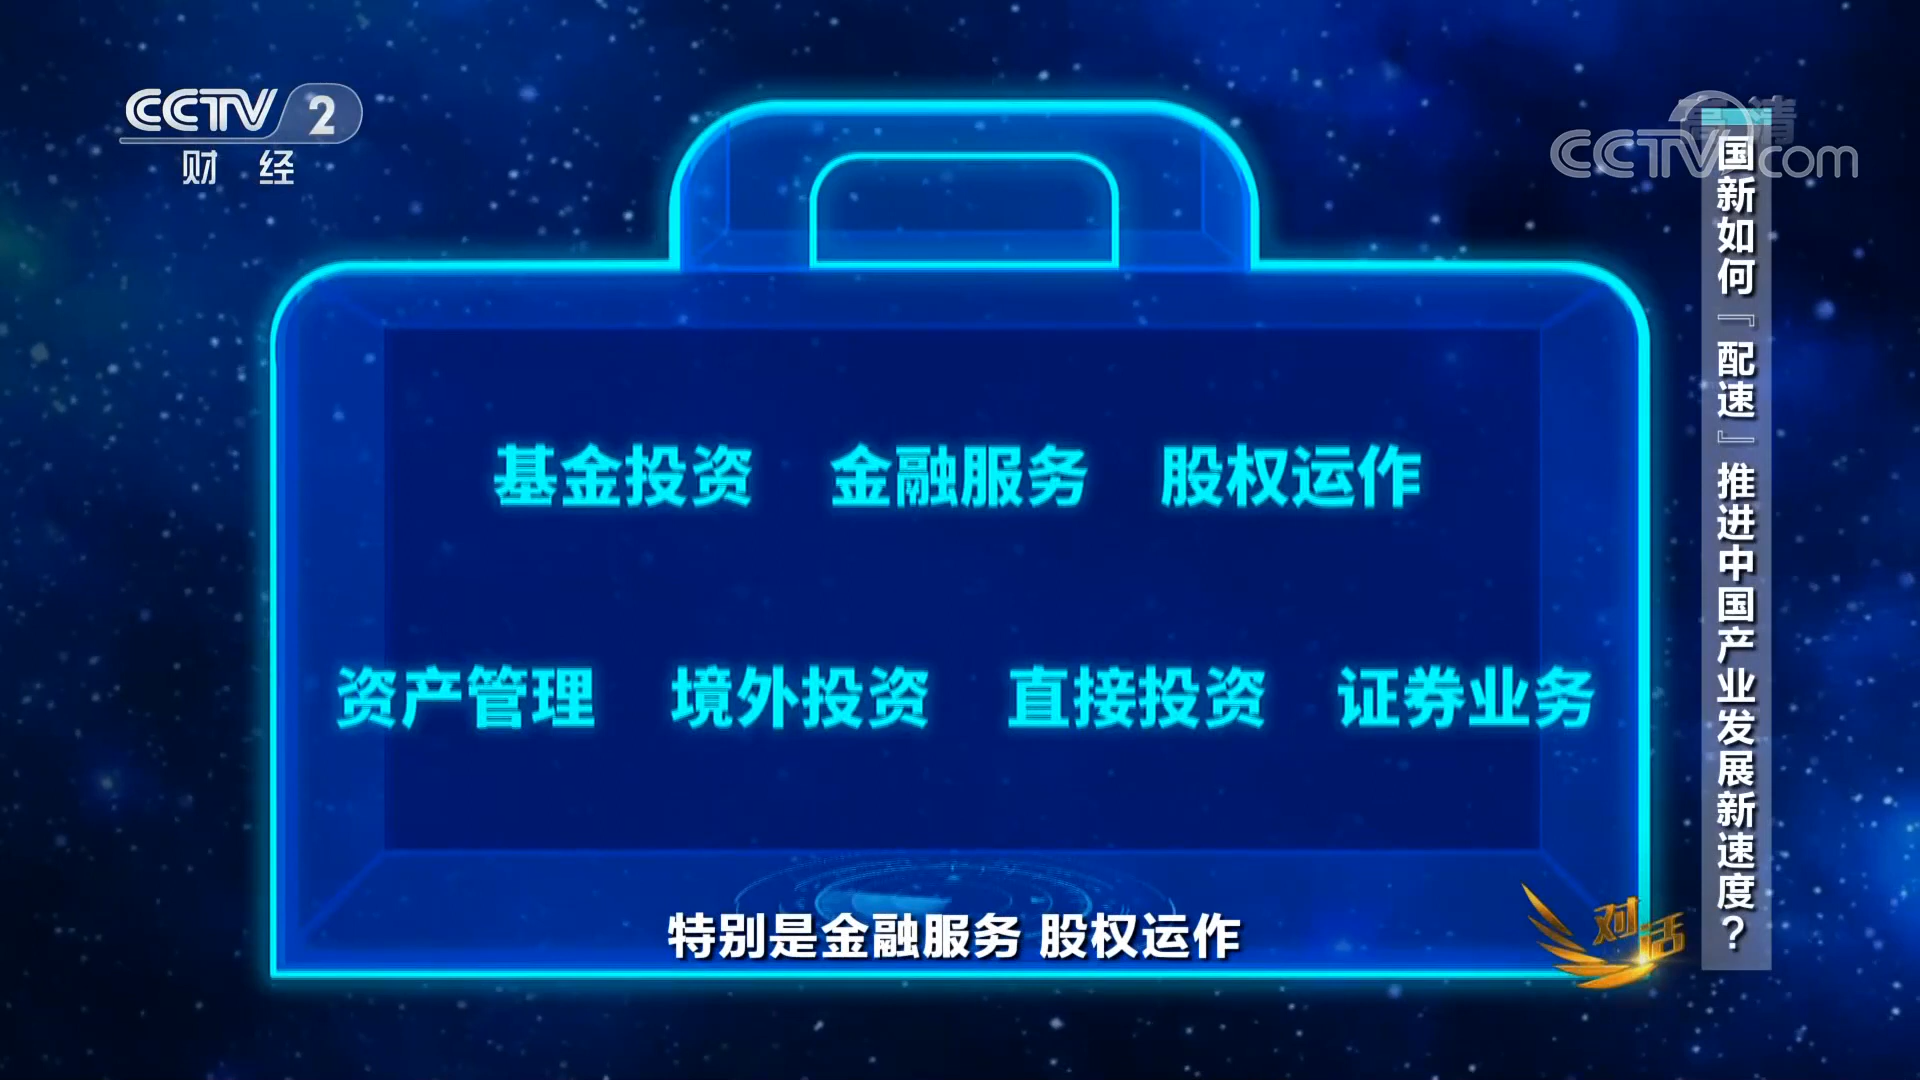 CCTV 2
财 经
高清
CCTV.com
国新如何『配速』推进中国产业发展新速度？
基金投资 金融服务 股权运作
资产管理 境外投资 直接投资 证券业务
特别是金融服务 股权运作
对话